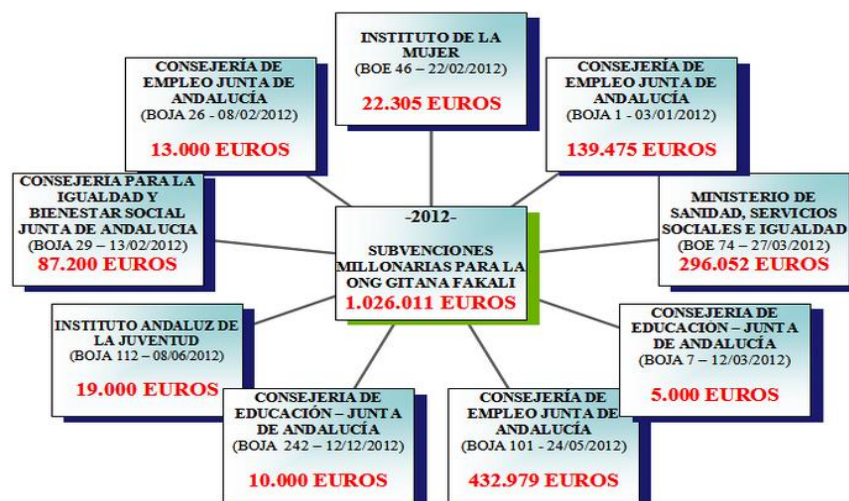 INSTITUTO DE LA
MUJER
(BOE 46 – 22/02/2012)
22.305 EUROS
CONSEJERÍA DE
EMPLEO JUNTA DE
ANDALUCÍA
(BOJA 26 - 08/02/2012)
13.000 EUROS
CONSEJERÍA DE
EMPLEO JUNTA DE
ANDALUCÍA
(BOJA 1 - 03/01/2012)
139.475 EUROS
CONSEJERÍA PARA LA
IGUALDAD Y
BIENESTAR SOCIAL
JUNTA DE ANDALUCIA
(BOJA 29 – 13/02/2012)
87.200 EUROS
-2012-
SUBVENCIONES
MILLONARIAS PARA LA
ONG GITANA FAKALI
1.026.011 EUROS
MINISTERIO DE
SANIDAD, SERVICIOS
SOCIALES E IGUALDAD
(BOE 74 – 27/03/2012)
296.052 EUROS
INSTITUTO ANDALUZ DE
LA JUVENTUD
(BOJA 112 – 08/06/2012)
19.000 EUROS
CONSEJERIA DE
EDUCACIÓN – JUNTA
DE ANDALUCÍA
(BOJA 7 – 12/03/2012)
5.000 EUROS
CONSEJERIA DE
EDUCACIÓN – JUNTA
DE ANDALUCÍA
(BOJA 242 – 12/12/2012)
10.000 EUROS
CONSEJERÍA DE
EMPLEO JUNTA DE
ANDALUCÍA
(BOJA 101 - 24/05/2012)
432.979 EUROS